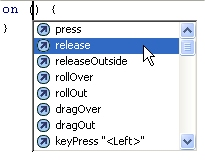 on () {
}
press
release
releaseOutside
rollOver
rollOut
dragOver
dragOut
keyPress "<Left>"